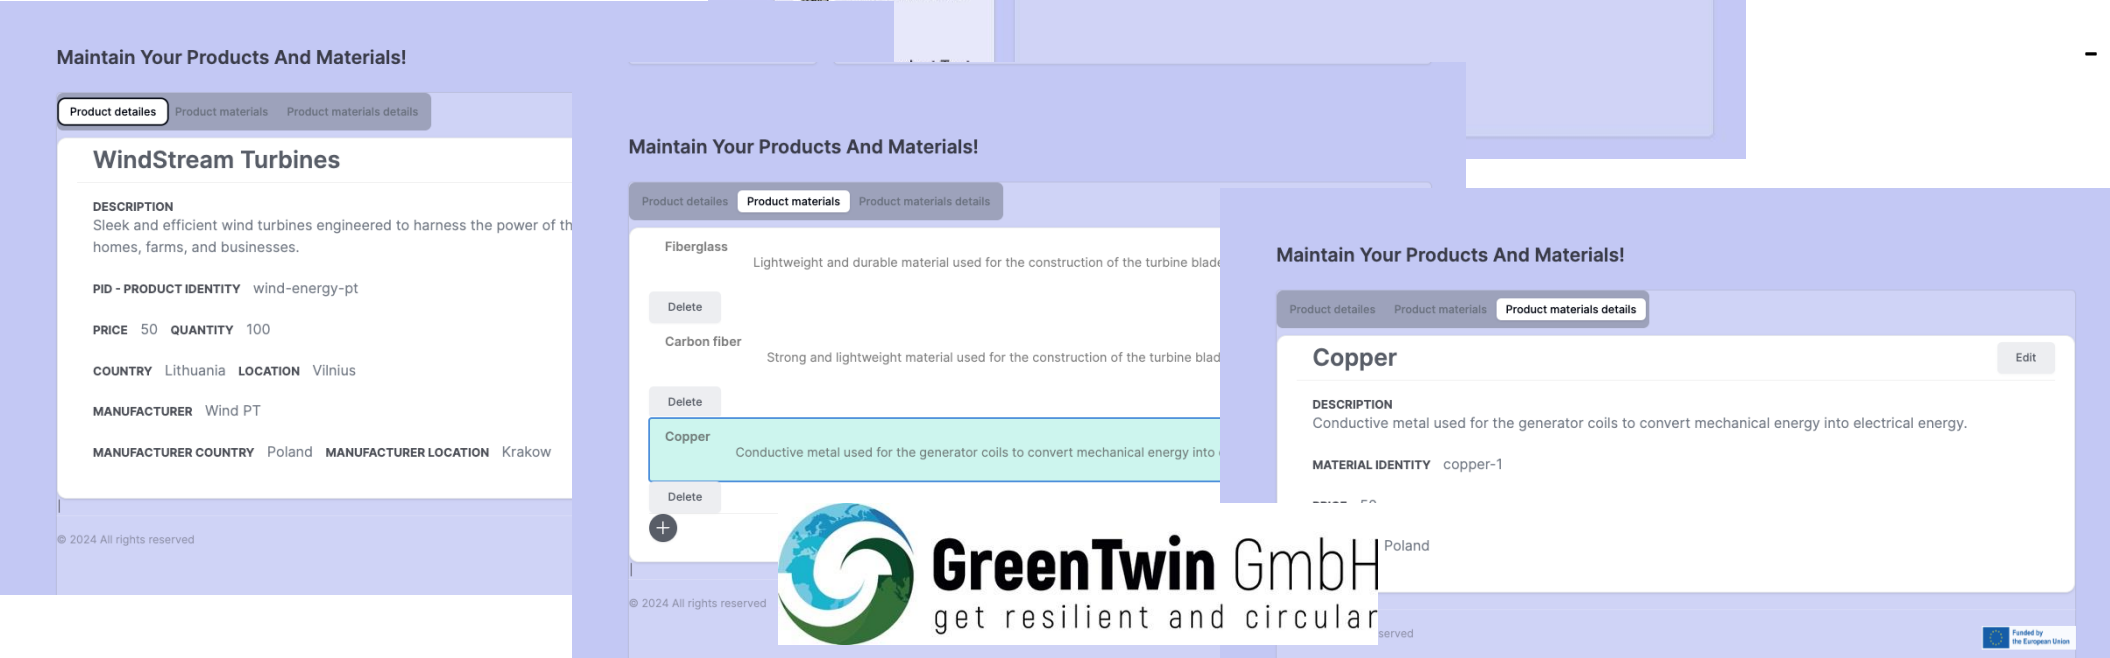 Maintain Your Products And Materials!
Product detailes Product materials Product materials details
WindStream Turbines
DESCRIPTION
Sleek and efficient wind turbines engineered to harness the power of th
homes, farms, and businesses.
PID - PRODUCT IDENTITY wind-energy-pt
PRICE 50 QUANTITY 100
COUNTRY Lithuania LOCATION Vilnius
MANUFACTURER Wind PT
MANUFACTURER COUNTRY Poland MANUFACTURER LOCATION Krakow
© 2024 All rights reserved
Maintain Your Products And Materials!
Product detailes Product materials Product materials details
Fiberglass
Lightweight and durable material used for the construction of the turbine blade
Delete
Carbon fiber
Strong and lightweight material used for the construction of the turbine blad
Delete
Copper
Conductive metal used for the generator coils to convert mechanical energy into
Delete
© 2024 All rights reserved
Maintain Your Products And Materials!
Product detailes Product materials Product materials details
Copper
Edit
DESCRIPTION
Conductive metal used for the generator coils to convert mechanical energy into electrical energy.
MATERIAL IDENTITY copper-1
Poland
served
GreenTwin GmbH
get resilient and circular
Funded by
the European Union